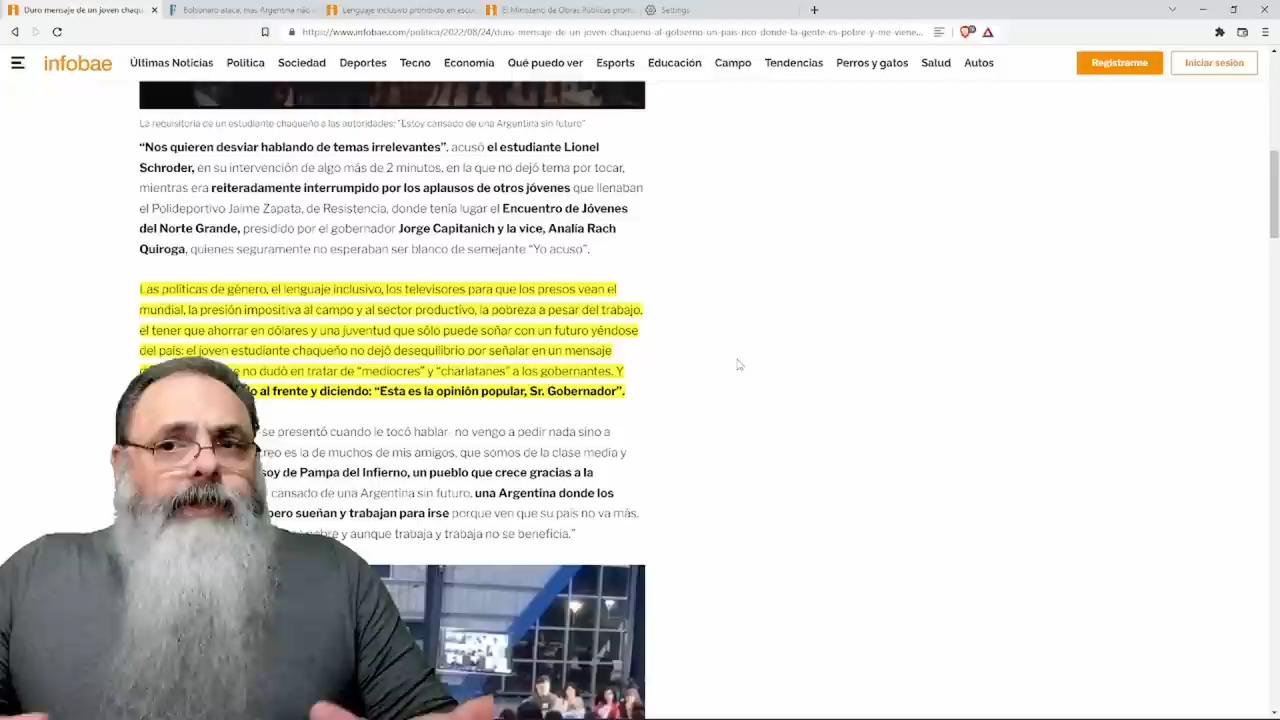 Duro mensaje de un joven chaqu
Bolsonaro ataca, mas Argentina não
Lenguaje inclusivo prohibido en escu
El Ministerio de Obras Públicas prom
Settings
https://www.infobae.com/politica/2022/08/24/duro-mensaje-de-un-joven-chaqueno-al-gobierno-un-pais-rico-donde-la-gente-es-pobre-y-me-viene...
infobae
Últimas Noticias Política Sociedad Deportes Tecno Economía Qué puedo ver Esports Educación Campo Tendencias Perros y gatos Salud Autos
Registrarme
Iniciar sesión
La requisitoria de un estudiante chaqueño a las autoridades: "Estoy cansado de una Argentina sin futuro"
“Nos quieren desviar hablando de temas irrelevantes”, acusó el estudiante Lionel
Schroder, en su intervención de algo más de 2 minutos, en la que no dejó tema por tocar,
mientras era reiteradamente interrumpido por los aplausos de otros jóvenes que llenaban
el Polideportivo Jaime Zapata, de Resistencia, donde tenía lugar el Encuentro de Jóvenes
del Norte Grande, presidido por el gobernador Jorge Capitanich y la vice, Analía Rach
Quiroga, quienes seguramente no esperaban ser blanco de semejante “Yo acuso”.
Las políticas de género, el lenguaje inclusivo, los televisores para que los presos vean el
mundial, la presión impositiva al campo y al sector productivo, la pobreza a pesar del trabajo,
el tener que ahorrar en dólares y una juventud que sólo puede soñar con un futuro yéndose
del país: el joven estudiante chaqueño no dejó desequilibrio por señalar en un mensaje
no dudó en tratar de “mediocres” y “charlatanes” a los gobernantes. Y
al frente y diciendo: “Esta es la opinión popular, Sr. Gobernador”.
se presentó cuando le tocó hablar, no vengo a pedir nada sino a
es la de muchos de mis amigos, que somos de la clase media y
soy de Pampa del Infierno, un pueblo que crece gracias a la
cansado de una Argentina sin futuro, una Argentina donde los
pero sueñan y trabajan para irse porque ven que su país no va más.
y aunque trabaja y trabaja no se beneficia.”